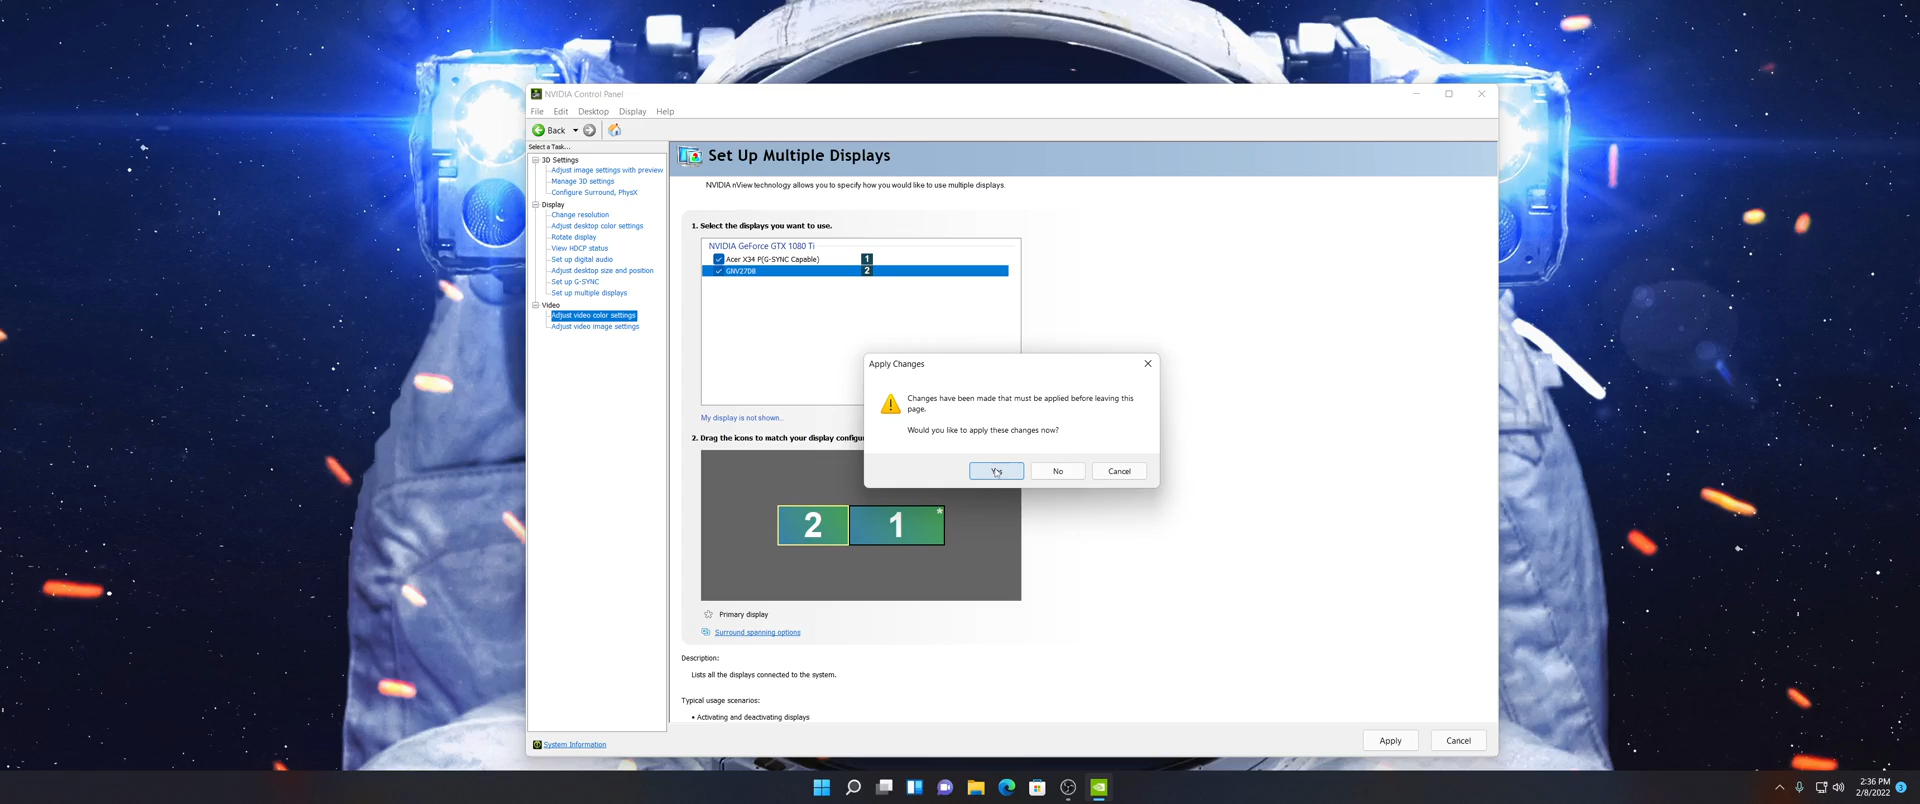 NVIDIA Control Panel
File Edit Desktop Display Help
Back
Select a Task...
3D Settings
Adjust image settings with preview
Manage 3D settings
Configure Surround, PhysX
Display
Change resolution
Adjust desktop color settings
Rotate display
View HDCP status
Set up digital audio
Adjust desktop size and position
Set up G-SYNC
Set up multiple displays
Video
Adjust video color settings
Adjust video image settings
System Information
Set Up Multiple Displays
NVIDIA nView technology allows you to specify how you would like to use multiple displays.
1. Select the displays you want to use.
NVIDIA GeForce GTX 1080 Ti
Acer X34 P(G-SYNC Capable) 1
GNV27DB 2
My display is not shown...
2. Drag the icons to match your display configu
2 1 *
Primary display
Surround spanning options
Description:
Lists all the displays connected to the system.
Typical usage scenarios:
• Activating and deactivating displays
Apply Cancel
Apply Changes
Changes have been made that must be applied before leaving this
page.
Would you like to apply these changes now?
Yes No Cancel
2:36 PM
2/8/2022 3